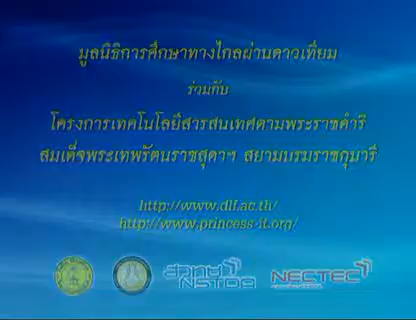 มูลนิธิการศึกษาทางไกลผ่านดาวเทียม
ร่วมกับ
โครงการเทคโนโลยีสารสนเทศตามพระราชดำริ
สมเด็จพระเทพรัตนราชสุดาฯ สยามบรมราชกุมารี
http://www.dlf.ac.th/
http://www.princess-it.org/
สวทช NECTEC
NSTDA